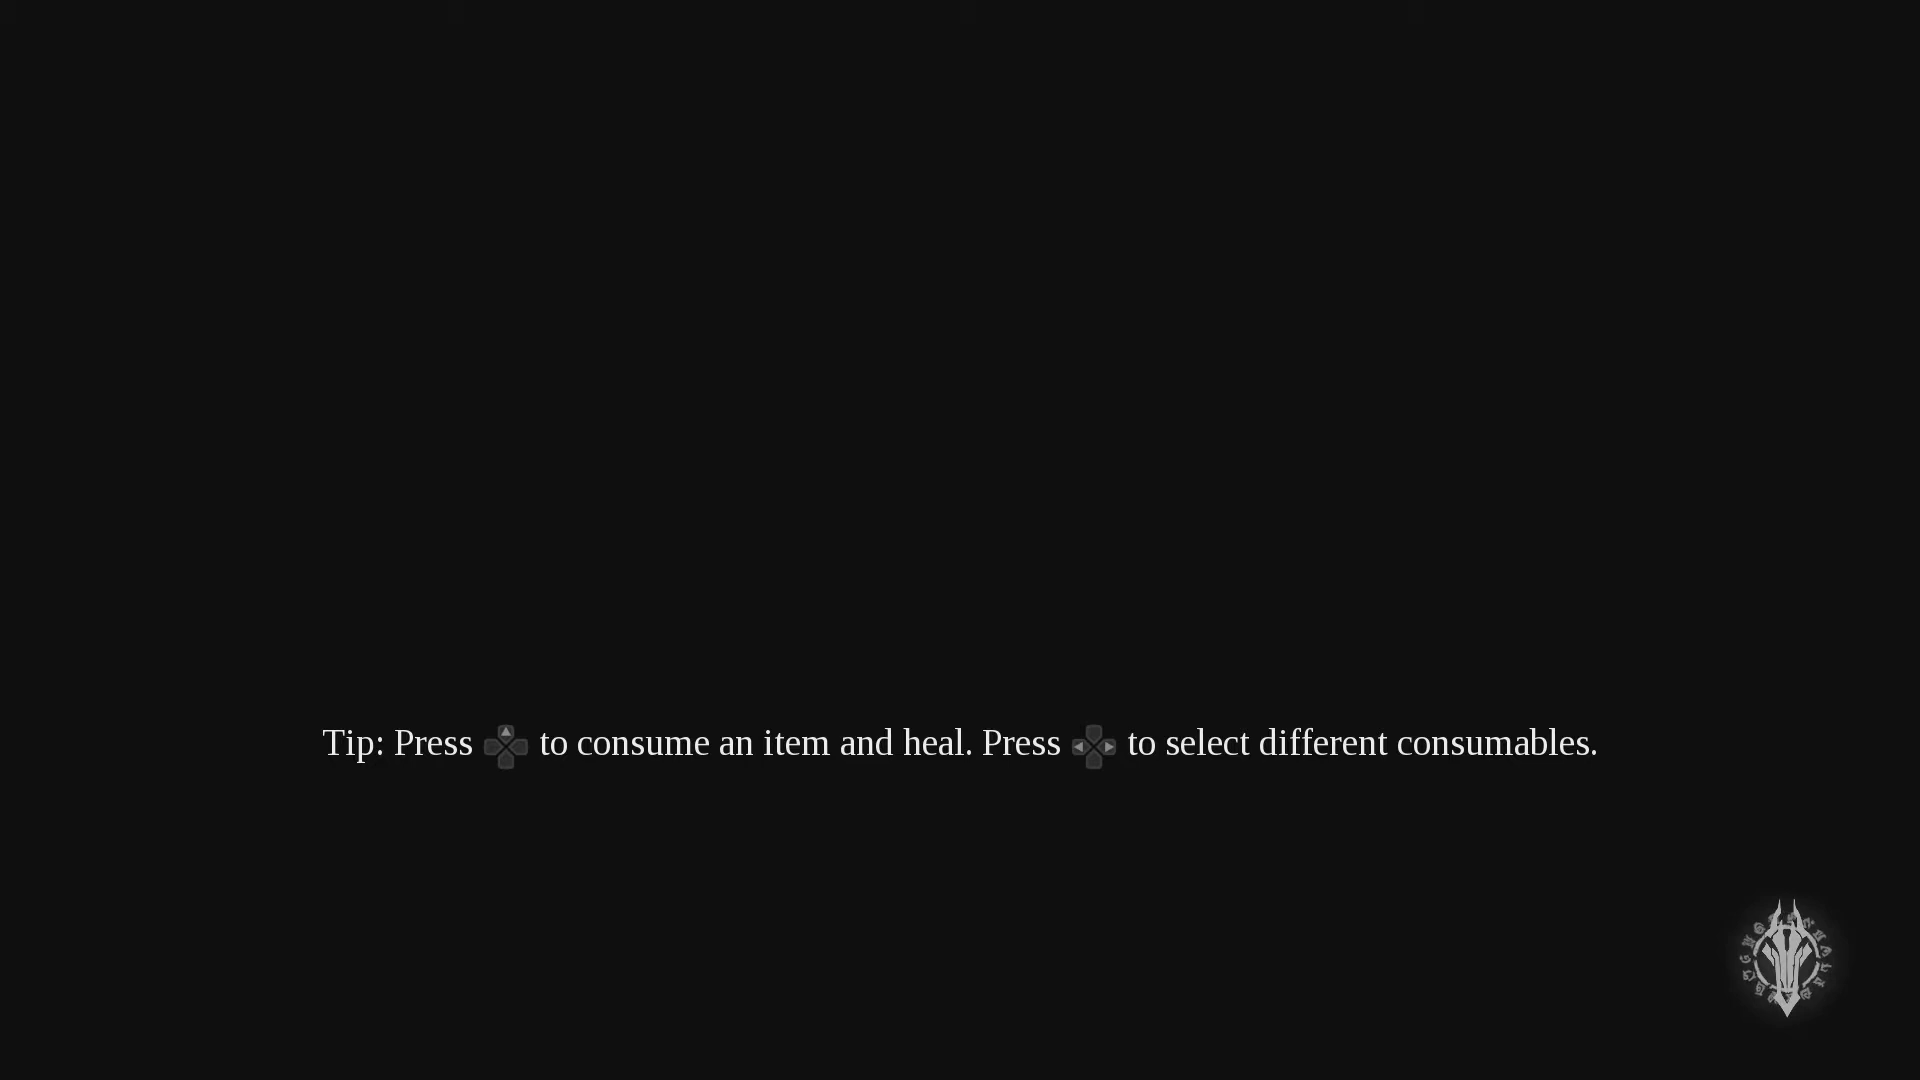 Tip: Press to consume an item and heal. Press to select different consumables.